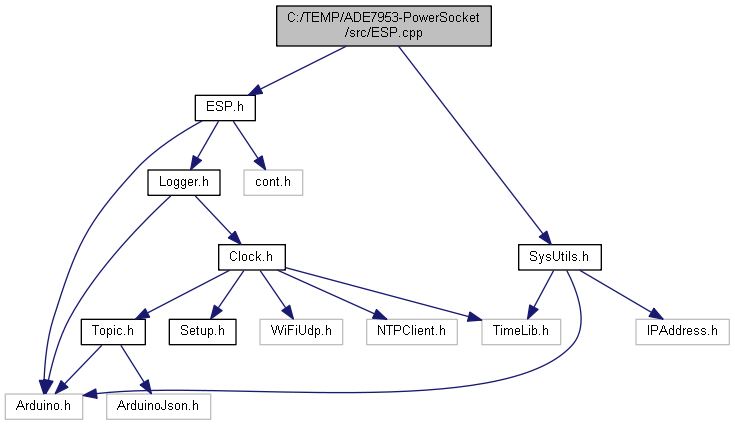 C:/TEMP/ADE7953-PowerSocket
/src/ESP.cpp
ESP.h
Logger.h
cont.h
Clock.h
SysUtils.h
Topic.h
Setup.h
WiFiUdp.h
NTPClient.h
TimeLib.h
IPAddress.h
Arduino.h
ArduinoJson.h